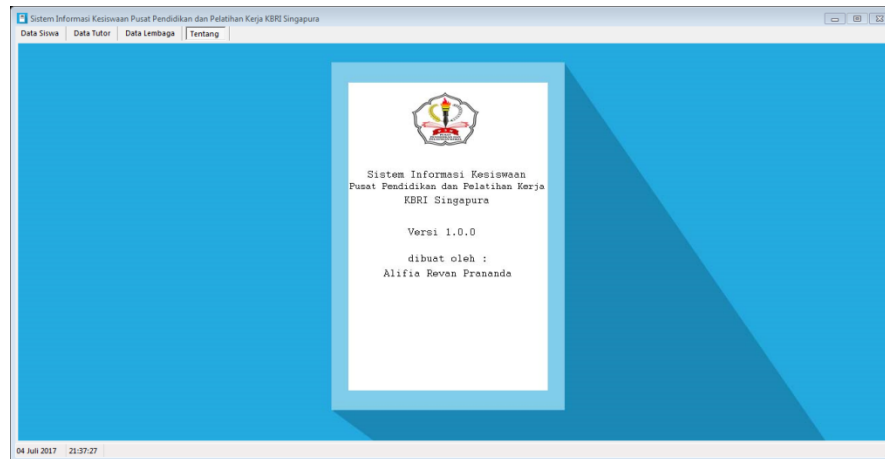 Sistem Informasi Kesiswaan Pusat Pendidikan dan Pelatihan Kerja KBRI Singapura
Data Siswa Data Tutor Data Lembaga Tentang
Sistem Informasi Kesiswaan
Pusat Pendidikan dan Pelatihan Kerja
KBRI Singapura
Versi 1.0.0
dibuat oleh :
Alifia Revan Prananda
04 Juli 2017 21:37:27